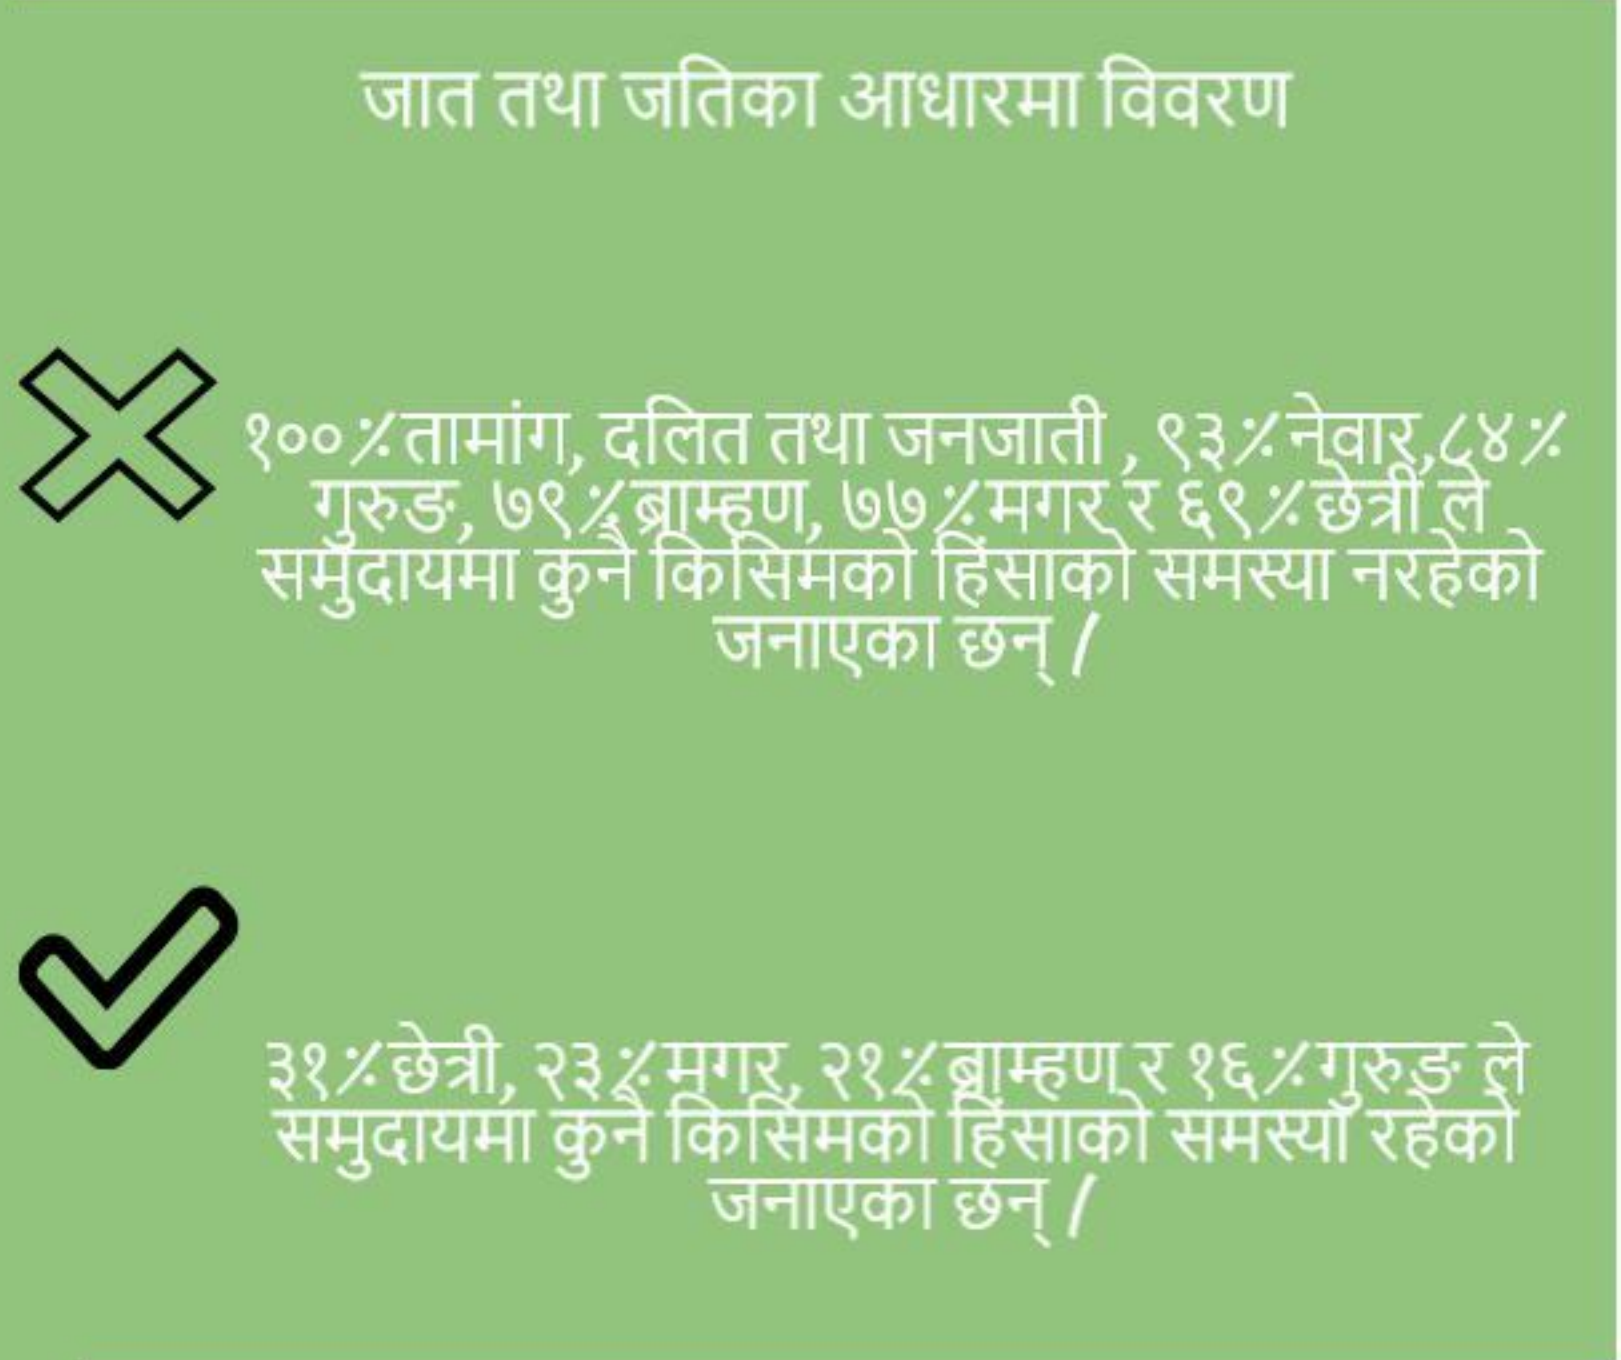 जात तथा जतिका आधारमा विवरण
१००٪तामांग, दलित तथा जनजाती , ९३٪नेवार,८४٪
गुरुङ, ७९٪ब्राम्हण, ७७٪मगर र ६९٪छेत्री ले
समुदायमा कुनै किसिमको हिंसाको समस्या नरहेको
जनाएका छन् /
३१٪छेत्री, २३٪मगर, २१٪ब्राम्हण र १६٪गुरुङ ले
समुदायमा कुनै किसिमको हिंसाको समस्या रहेको
जनाएका छन् /